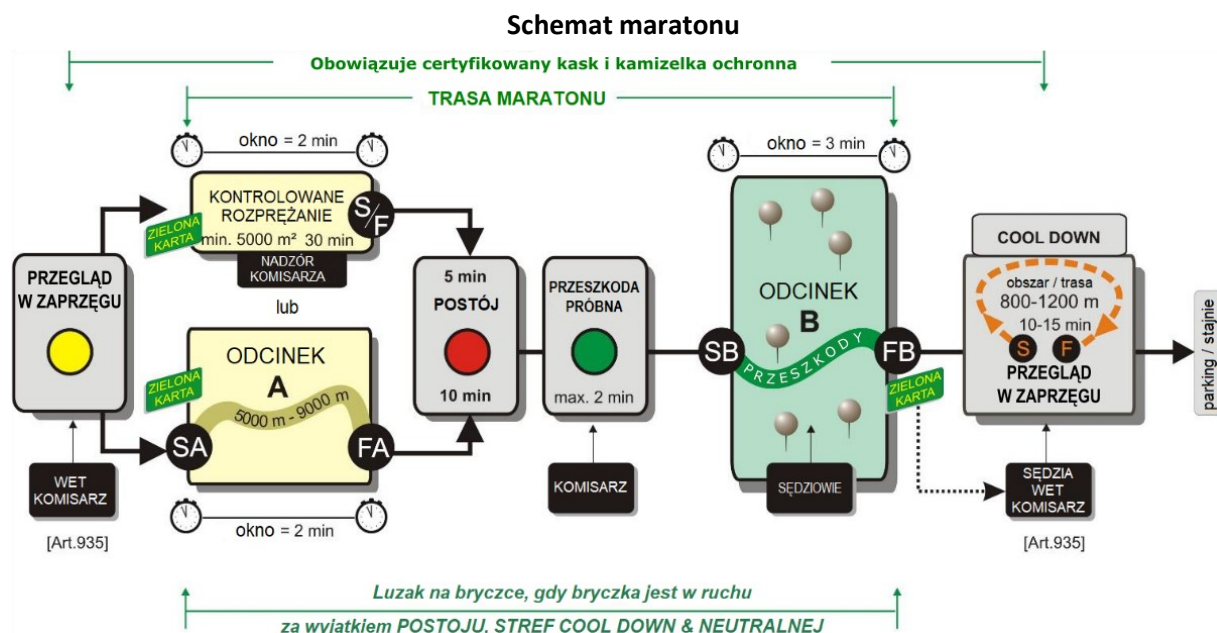 Schemat maratonu
Obowiązuje certyfikowany kask i kamizelka ochronna
TRASA MARATONU
okno = 2 min
okno = 3 min
KONTROLOWANE
ROZPRĘŻANIE
min. 5000 m² 30 min
S/F
ZIELONA
KARTA
NADZÓR
KOMISARZA
lub
PRZEGLĄD
W ZAPRZĘGU
WET
KOMISARZ
[Art.935]
ZIELONA
KARTA
ODCINEK
A
5000 m - 9000 m
SA
FA
okno = 2 min
5 min
POSTÓJ
10 min
PRZESZKODA
PRÓBNA
max. 2 min
KOMISARZ
ODCINEK
B
SB
PRZESZKODY
FB
SĘDZIOWIE
ZIELONA
KARTA
COOL DOWN
obszar / trasa
800-1200 m
10-15 min
S F
PRZEGLĄD
W ZAPRZĘGU
SĘDZIA
WET
KOMISARZ
[Art.935]
parking / stajnie
Luzak na bryczce, gdy bryczka jest w ruchu
za wyjątkiem POSTOJU, STREF COOL DOWN & NEUTRALNEJ